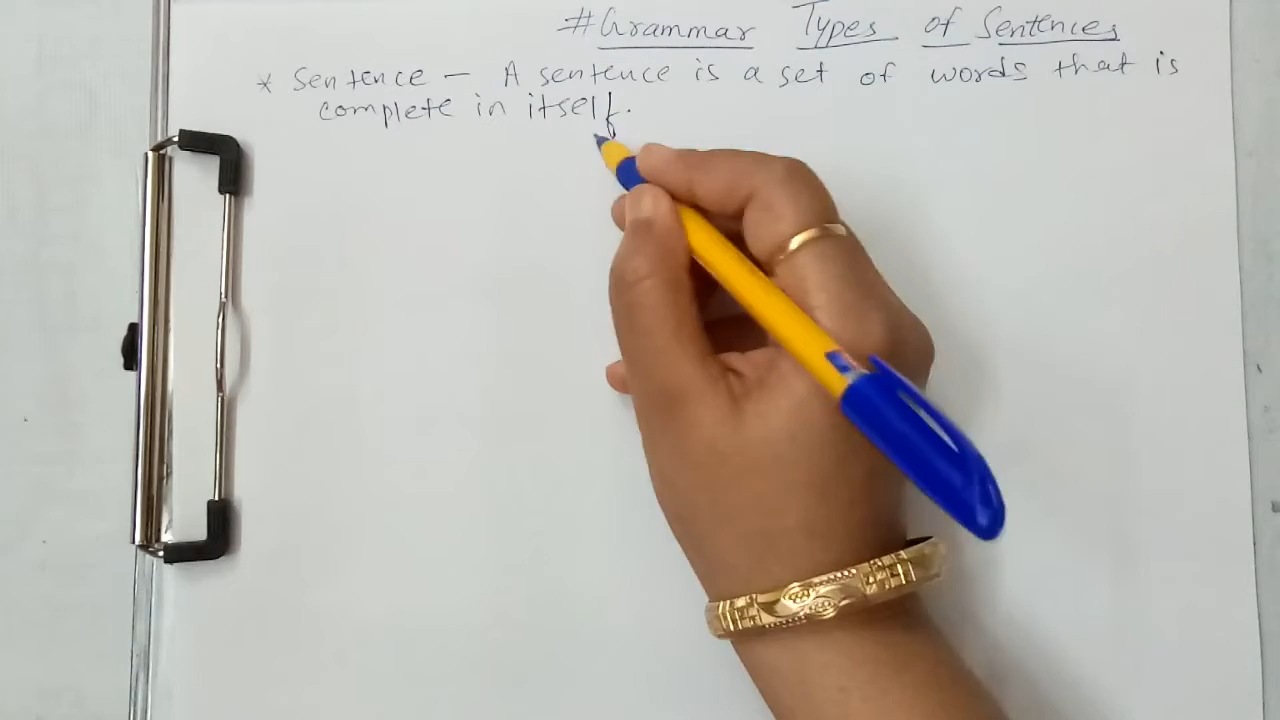 #Grammar Types of Sentences
* Sentence - A sentence is a set of words that is
complete in itself.